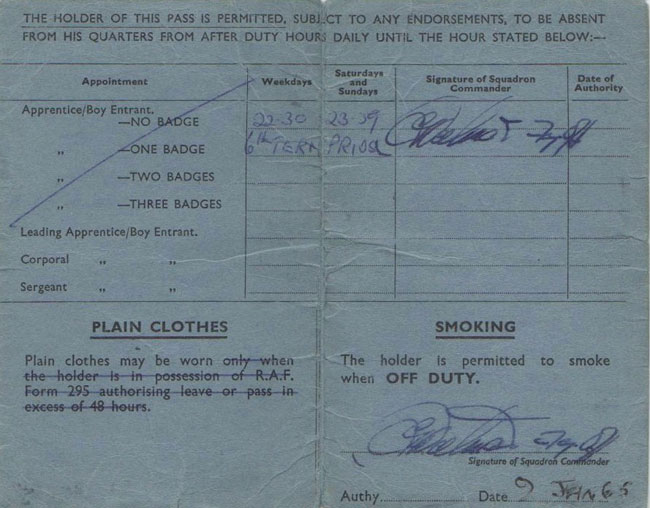 THE HOLDER OF THIS PASS IS PERMITTED, SUBJECT TO ANY ENDORSEMENTS, TO BE ABSENT
FROM HIS QUARTERS FROM AFTER DUTY HOURS DAILY UNTIL THE HOUR STATED BELOW:—
Appointment Weekdays Saturdays and Sundays Signature of Squadron Commander Date of Authority
Apprentice/Boy Entrant.
—NO BADGE 22-30 23-59
„ —ONE BADGE 6th TERM
„ —TWO BADGES
„ —THREE BADGES
Leading Apprentice/Boy Entrant.
Corporal „ „
Sergeant „ „
PLAIN CLOTHES
Plain clothes may be worn only when
the holder is in possession of R.A.F.
Form 295 authorising leave or pass in
excess of 48 hours.
SMOKING
The holder is permitted to smoke
when OFF DUTY.
Signature of Squadron Commander
Authy............ Date 9 JAN 65